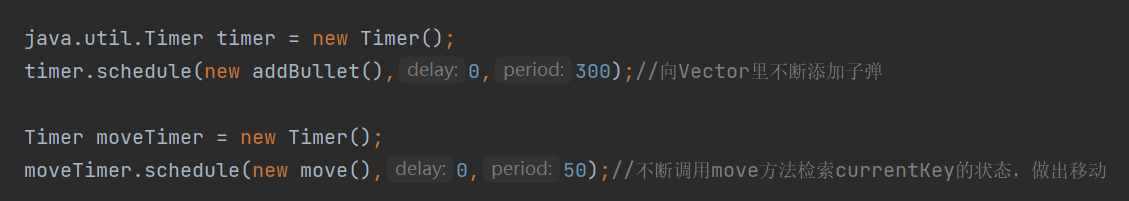 java.util.Timer timer = new Timer();
timer.schedule(new addBullet(), delay: 0, period: 300);//向Vector里不断添加子弹
Timer moveTimer = new Timer();
moveTimer.schedule(new move(), delay: 0, period: 50);//不断调用move方法检索currentKey的状态，做出移动